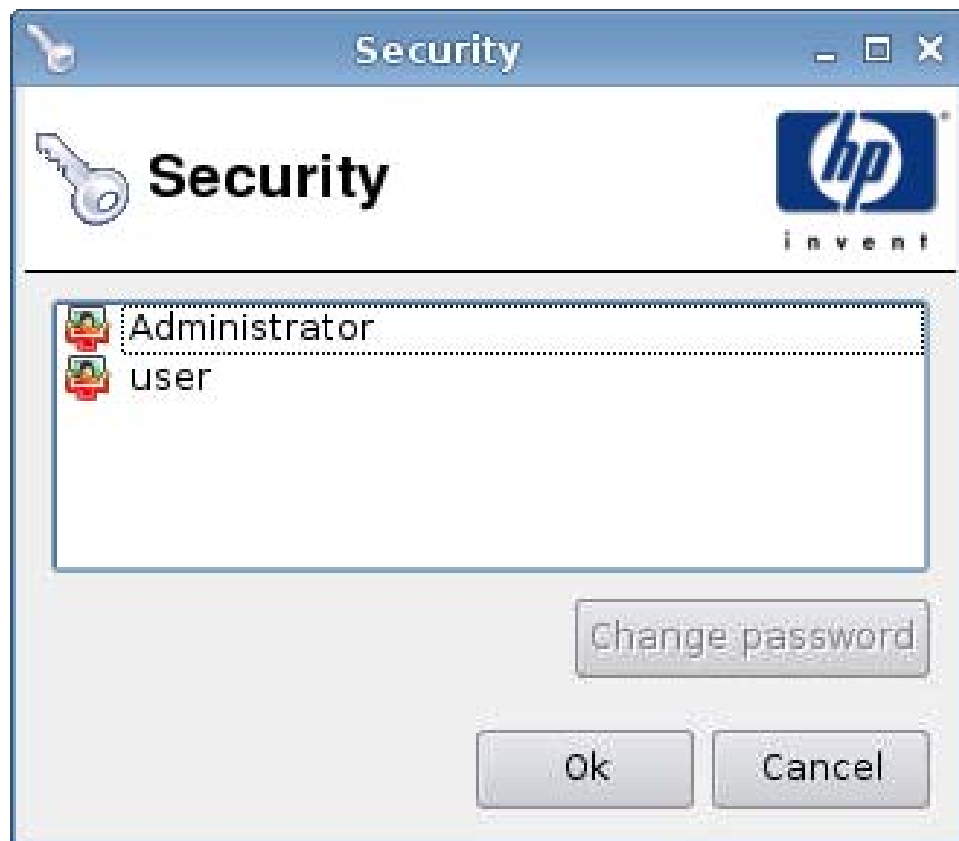 Security
Security
hp
invent
Administrator
user
Change password
Ok
Cancel